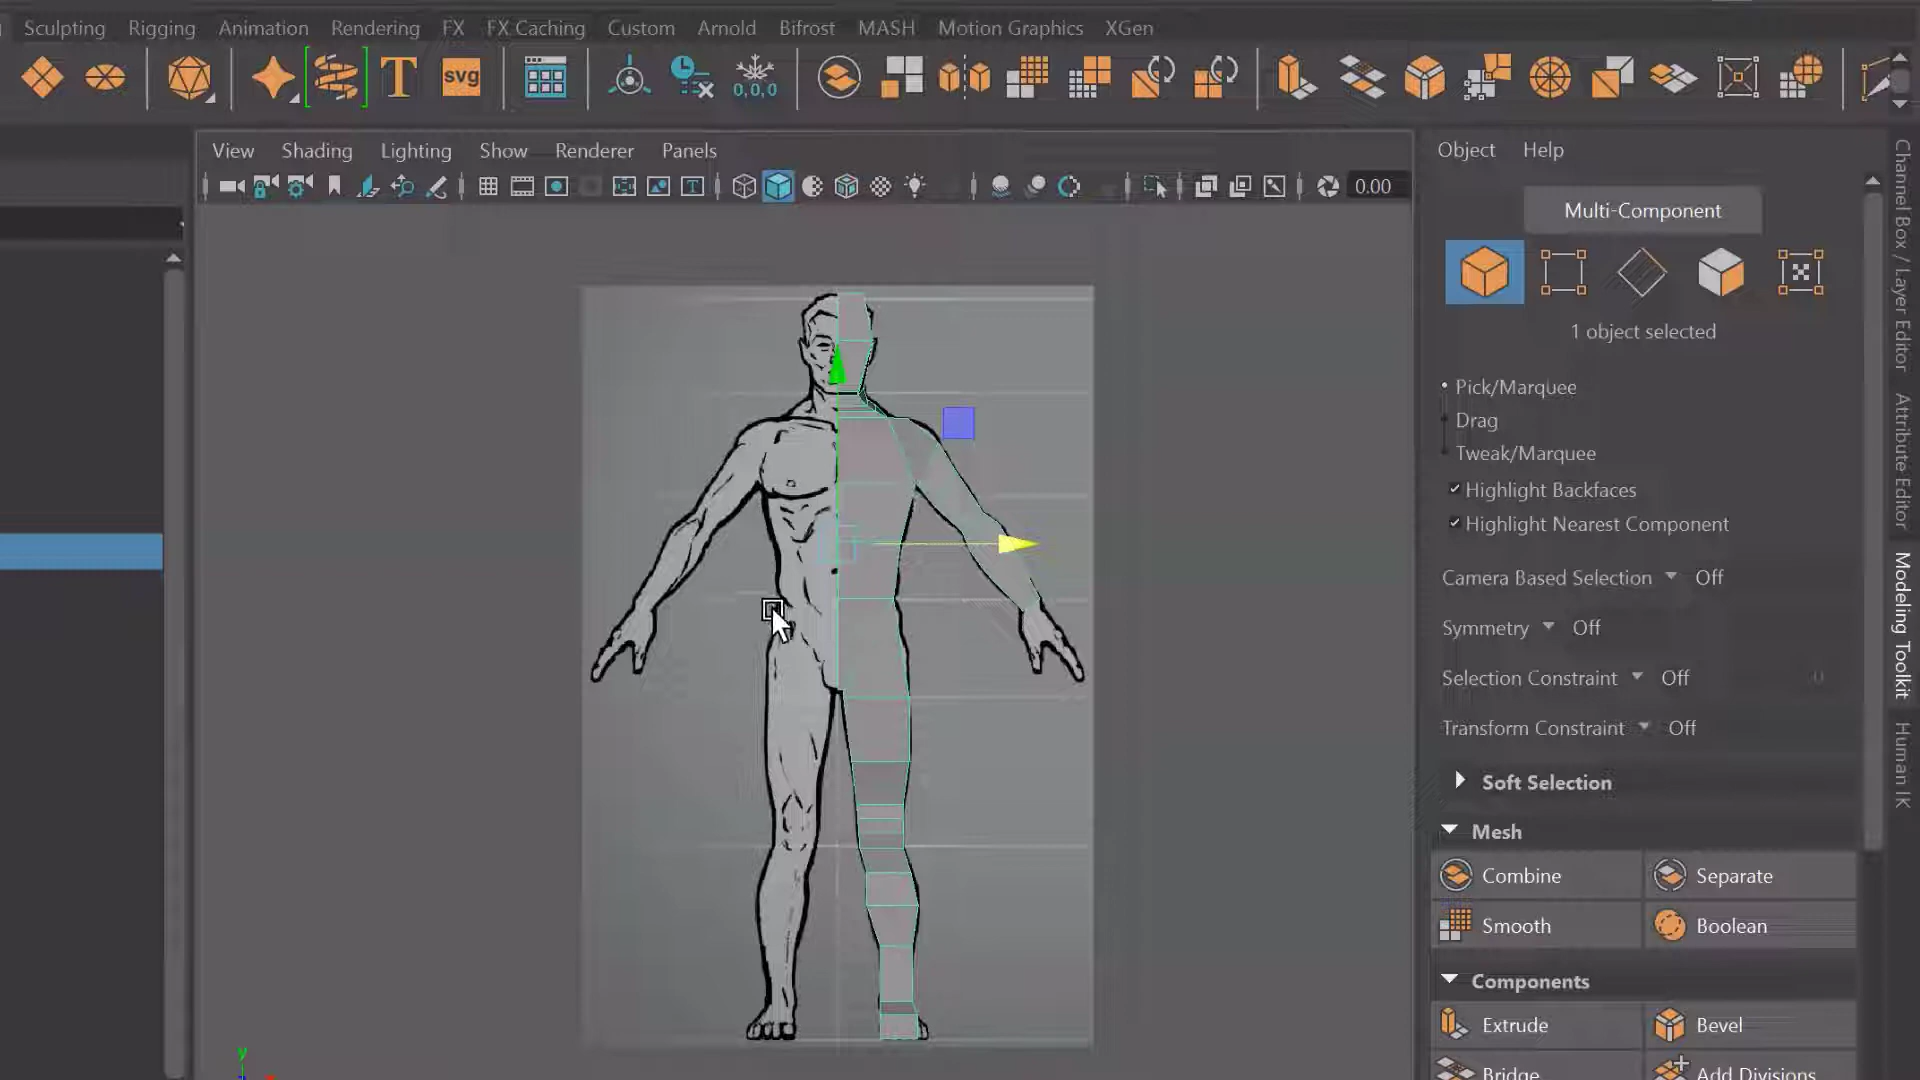 Sculpting Rigging Animation Rendering FX FX Caching Custom Arnold Bifrost MASH Motion Graphics XGen
T svg 0,0,0
View Shading Lighting Show Renderer Panels
T 0.00
Object Help
Multi-Component
1 object selected
Pick/Marquee
Drag
Tweak/Marquee
Highlight Backfaces
Highlight Nearest Component
Camera Based Selection Off
Symmetry Off
Selection Constraint Off 0
Transform Constraint Off
Soft Selection
Mesh
Combine Separate
Smooth Boolean
Components
Extrude Bevel
Bridge Add Divisions
Channel Box / Layer Editor
Attribute Editor
Modeling Toolkit
Human IK
y